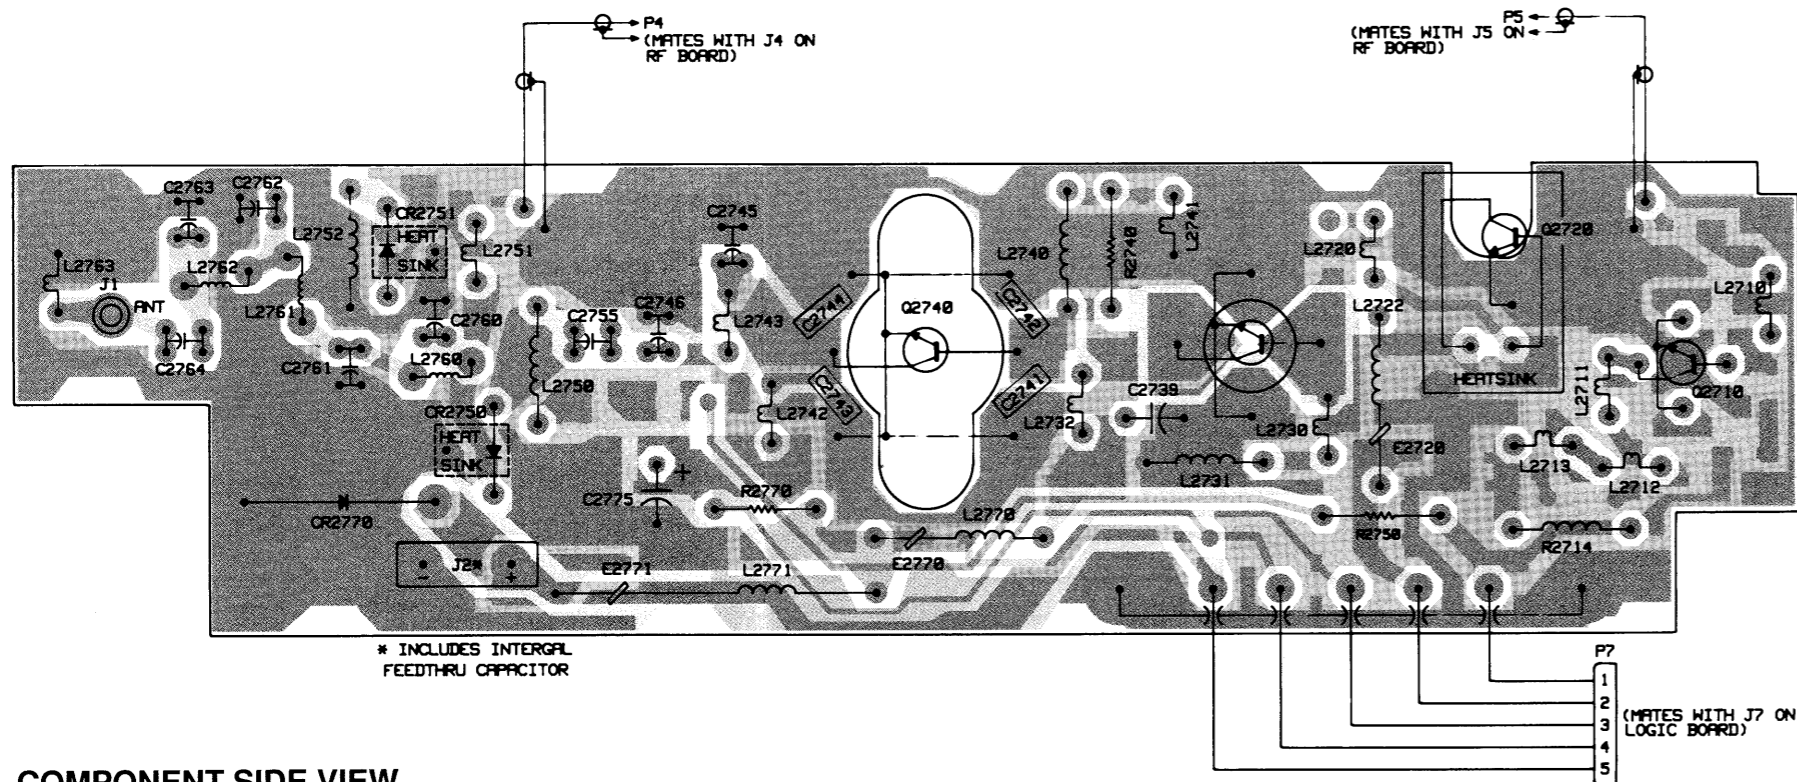 P4
(MATES WITH J4 ON
RF BOARD)
P5
(MATES WITH J5 ON
RF BOARD)
C2763
C2762
CR2751
HEAT
SINK
L2752
L2751
C2745
L2763
J1
ANT
L2762
L2761
C2760
C2764
C2761
L2760
C2755
C2746
L2743
L2750
CR2750
HEAT
SINK
L2742
C2744
C2743
Q2740
C2742
C2741
L2740
R2740
L2741
L2720
Q2720
L2722
L2710
HEATSINK
L2711
Q2710
L2732
C2739
L2730
E2720
L2731
L2713
L2712
CR2770
C2775
+
R2770
L2770
E2770
R2750
R2714
J2*
-
+
E2771
L2771
* INCLUDES INTERGAL
FEEDTHRU CAPACITOR
P7
1
2
3
4
5
(MATES WITH J7 ON
LOGIC BOARD)
COMPONENT SIDE VIEW